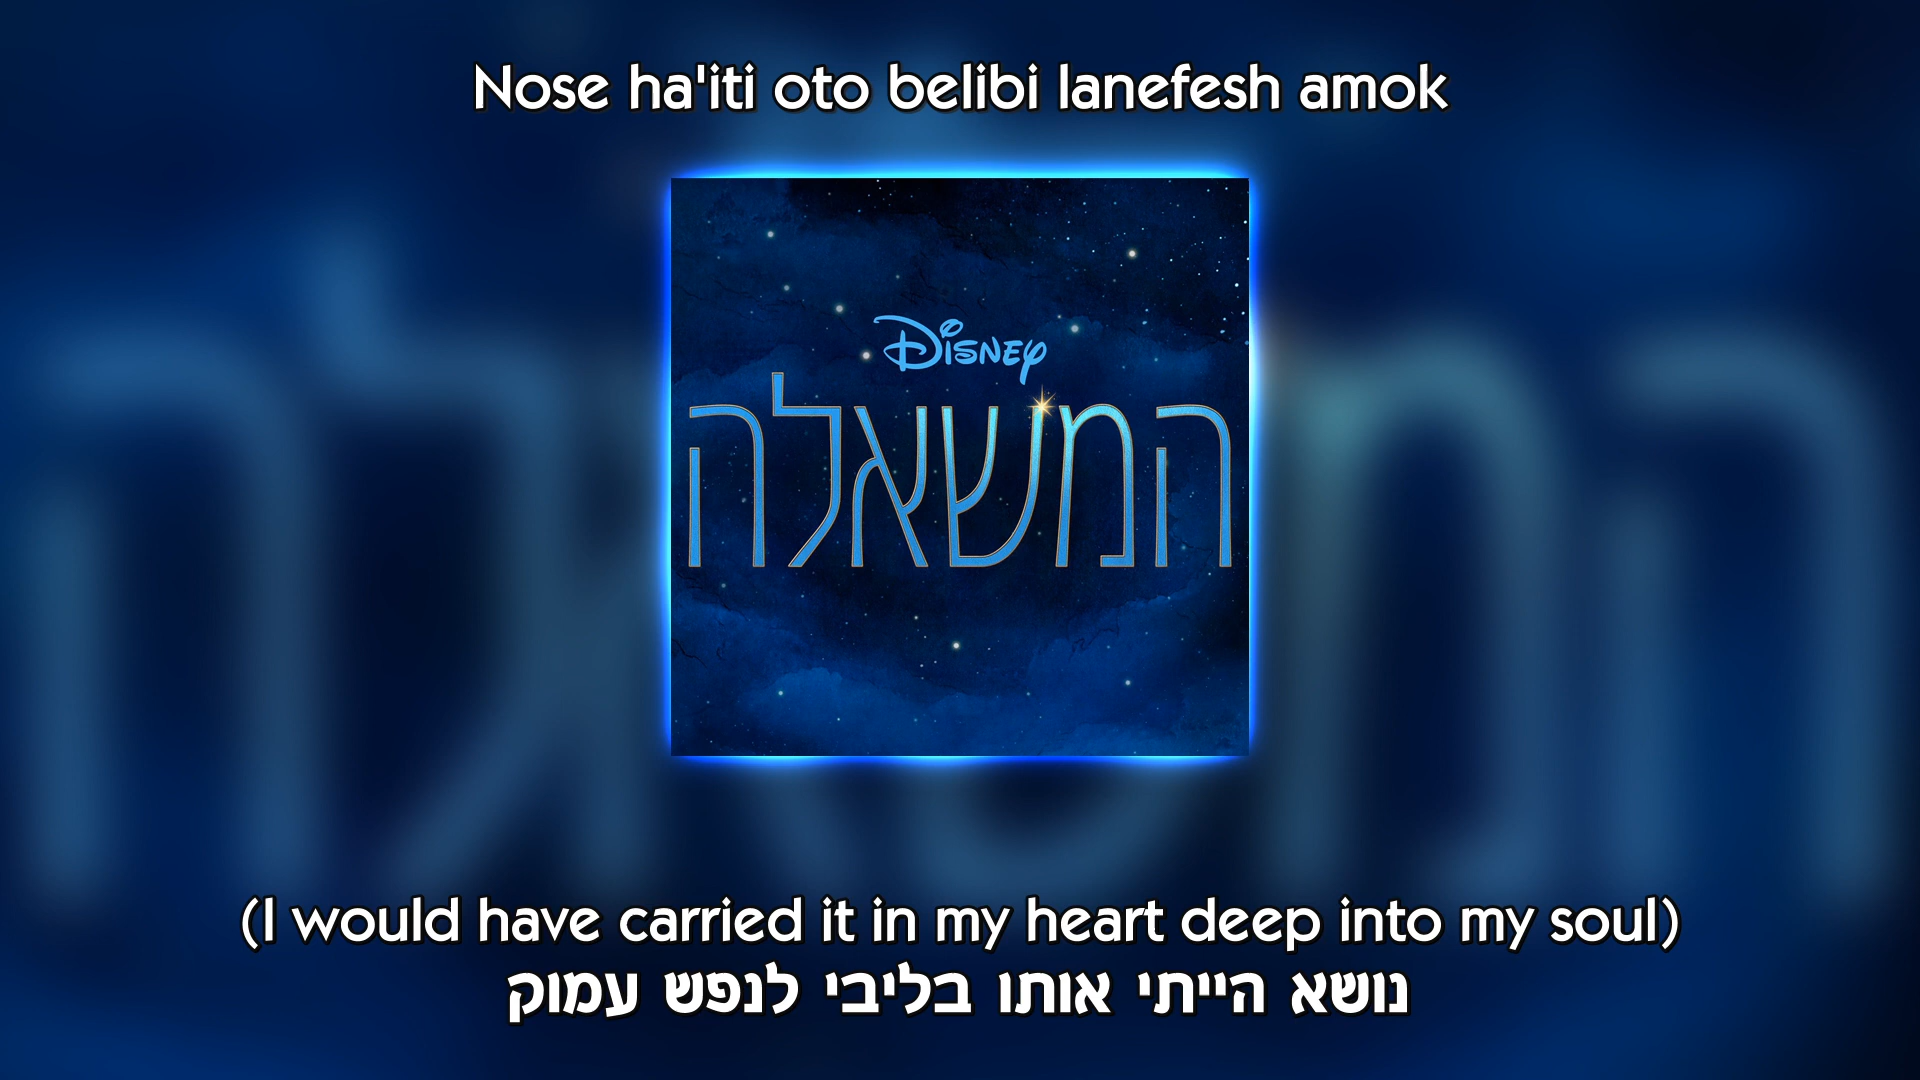 Nose ha'iti oto belibi lanefesh amok
DISNEY
המשאלה
(I would have carried it in my heart deep into my soul)
נושא הייתי אותו בליבי לנפש עמוק